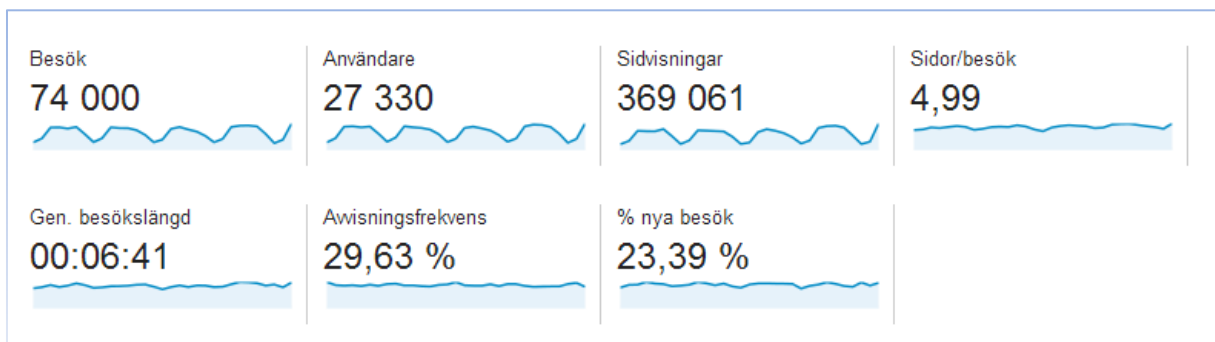 Besök
74 000
Användare
27 330
Sidvisningar
369 061
Sidor/besök
4,99
Gen. besökslängd
00:06:41
Avvisningsfrekvens
29,63 %
% nya besök
23,39 %